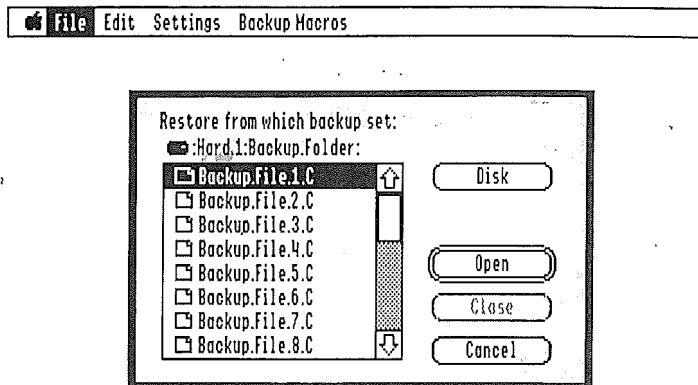 File Edit Settings Backup Macros
Restore from which backup set:
:Hard.1:Backup.Folder:
Backup.File.1.C
Disk
Backup.File.2.C
Backup.File.3.C
Backup.File.4.C
Backup.File.5.C
Open
Backup.File.6.C
Close
Backup.File.7.C
Backup.File.8.C
Cancel